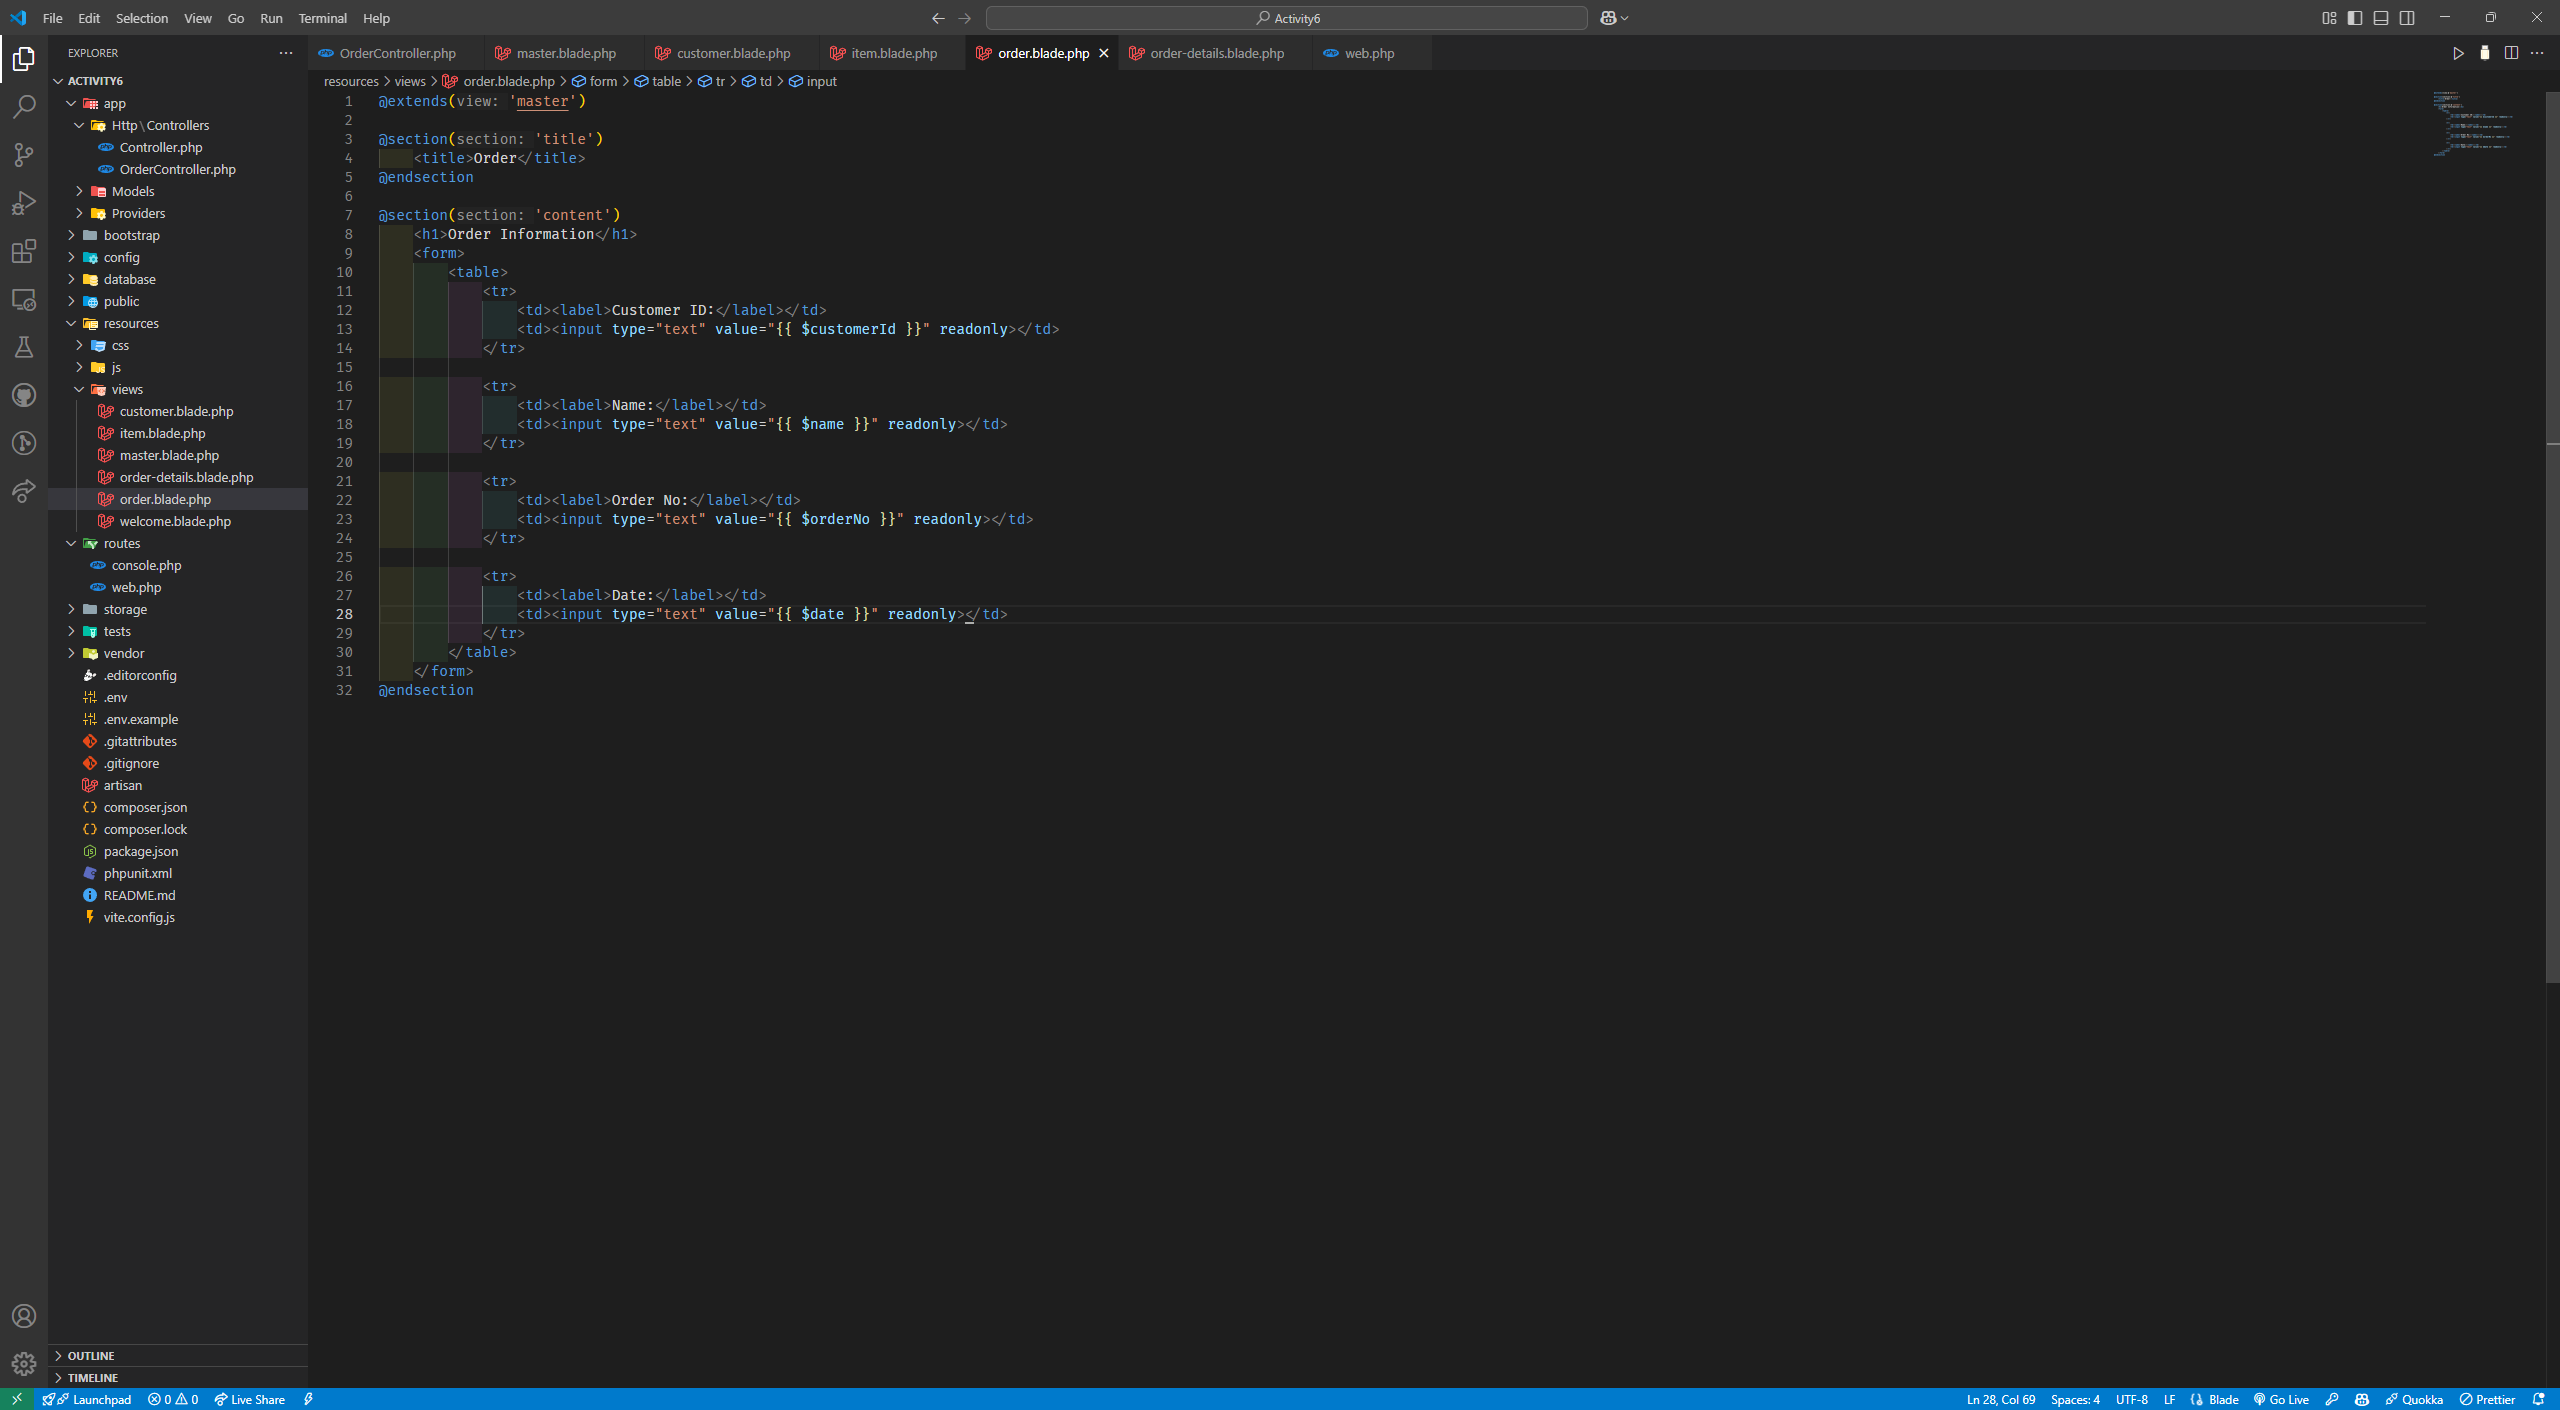 File Edit Selection View Go Run Terminal Help
Activity6
EXPLORER
ACTIVITY6
app
Http\Controllers
Controller.php
OrderController.php
Models
Providers
bootstrap
config
database
public
resources
css
js
views
customer.blade.php
item.blade.php
master.blade.php
order-details.blade.php
order.blade.php
welcome.blade.php
routes
console.php
web.php
storage
tests
vendor
.editorconfig
.env
.env.example
.gitattributes
.gitignore
artisan
composer.json
composer.lock
package.json
phpunit.xml
README.md
vite.config.js
OUTLINE
TIMELINE
OrderController.php master.blade.php customer.blade.php item.blade.php order.blade.php order-details.blade.php web.php
resources > views > order.blade.php > form > table > tr > td > input
1 @extends(view: 'master')
2
3 @section(section: 'title')
4 <title>Order</title>
5 @endsection
6
7 @section(section: 'content')
8 <h1>Order Information</h1>
9 <form>
10 <table>
11 <tr>
12 <td><label>Customer ID:</label></td>
13 <td><input type="text" value="{{ $customerId }}" readonly></td>
14 </tr>
15
16 <tr>
17 <td><label>Name:</label></td>
18 <td><input type="text" value="{{ $name }}" readonly></td>
19 </tr>
20
21 <tr>
22 <td><label>Order No:</label></td>
23 <td><input type="text" value="{{ $orderNo }}" readonly></td>
24 </tr>
25
26 <tr>
27 <td><label>Date:</label></td>
28 <td><input type="text" value="{{ $date }}" readonly></td>
29 </tr>
30 </table>
31 </form>
32 @endsection
Launchpad 0 0 Live Share Ln 28, Col 69 Spaces: 4 UTF-8 LF Blade Go Live Quokka Prettier